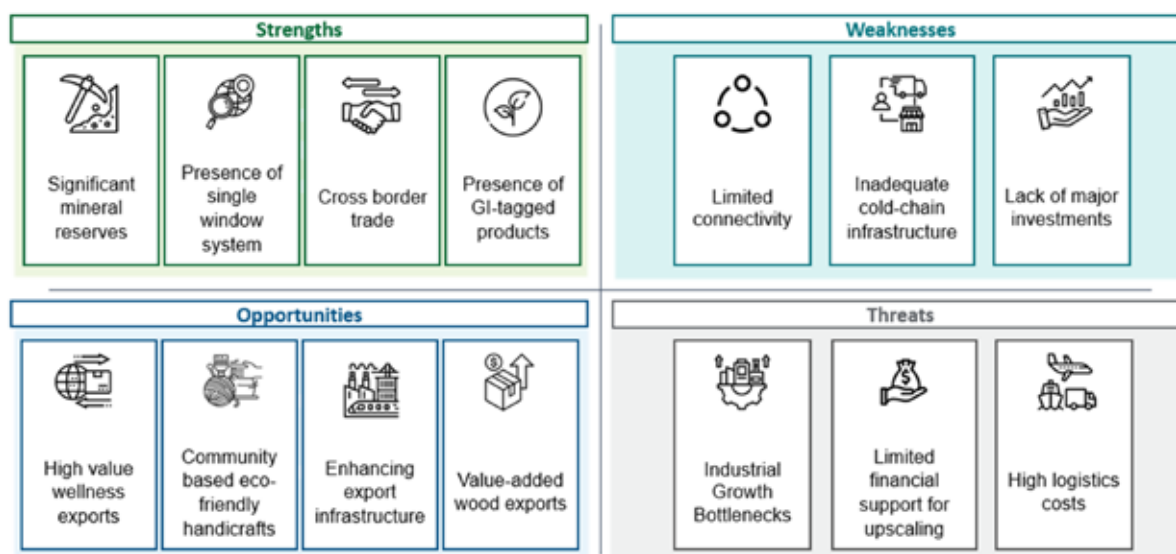 Strengths
Significant
mineral
reserves
Presence of
single
window
system
Cross border
trade
Presence of
GI-tagged
products
Weaknesses
Limited
connectivity
Inadequate
cold-chain
infrastructure
Lack of major
investments
Opportunities
High value
wellness
exports
Community
based eco-
friendly
handicrafts
Enhancing
export
infrastructure
Value-added
wood exports
Threats
Industrial
Growth
Bottlenecks
Limited
financial
support for
upscaling
High logistics
costs